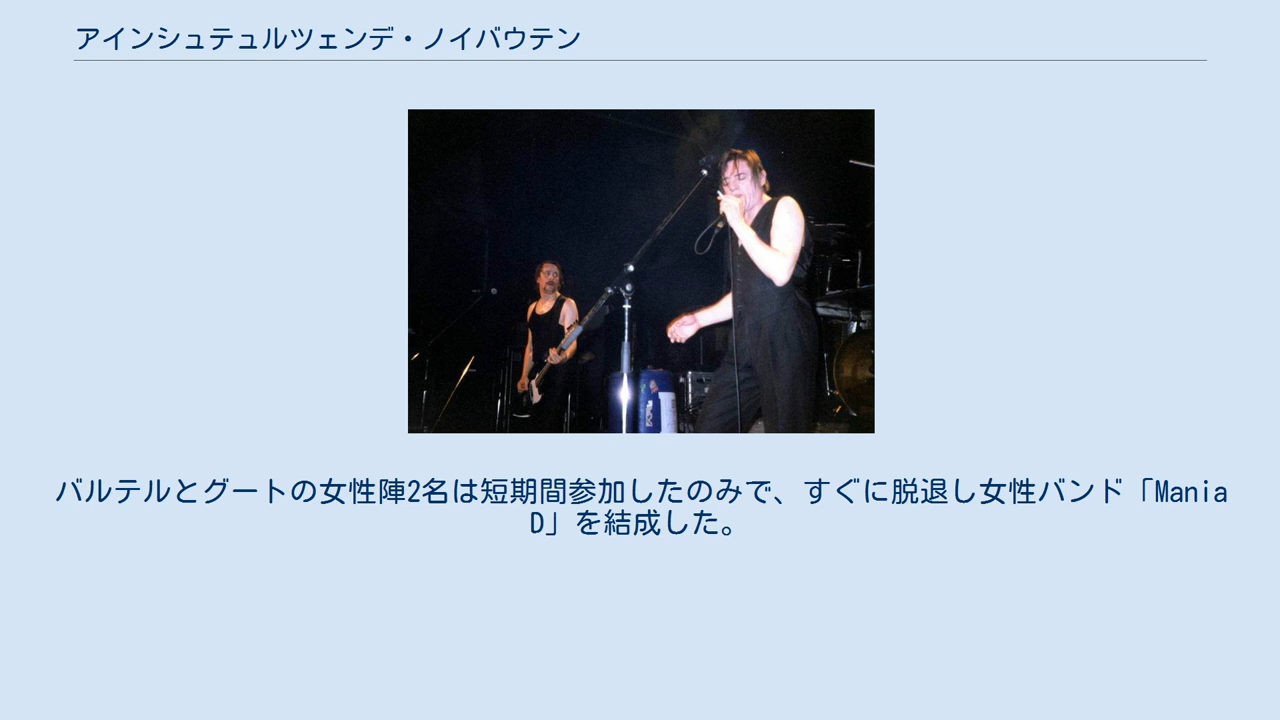 アインシュテュルツェンデ・ノイバウテン
バルテルとグートの女性陣2名は短期間参加したのみで、すぐに脱退し女性バンド「Mania
D」を結成した。